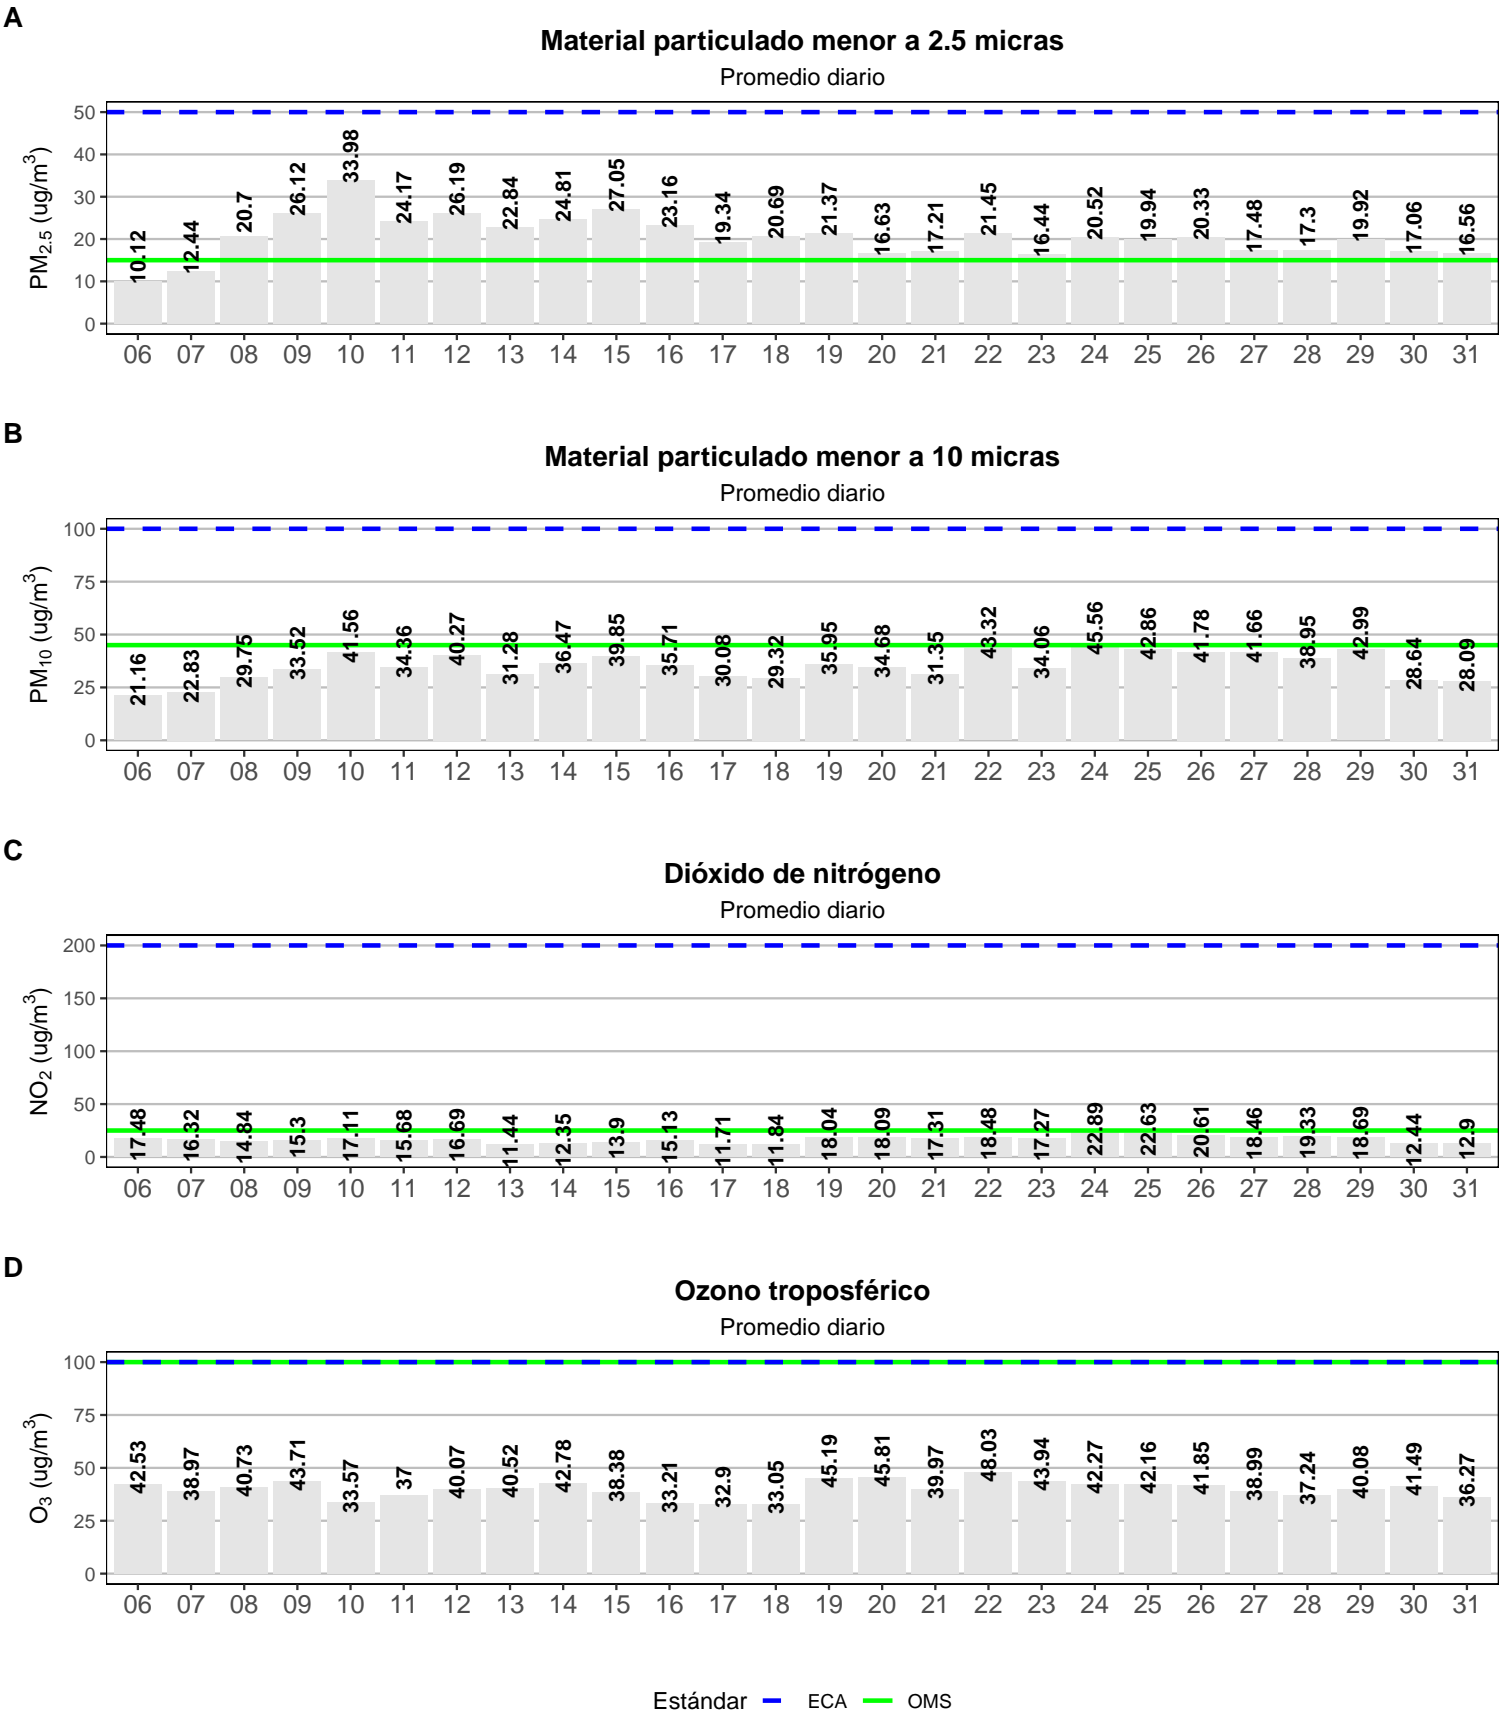 A
Material particulado menor a 2.5 micras
Promedio diario
PM2.5 (ug/m3)
50
40
30
20
10
0
10.12 12.44 20.7 26.12 33.98 24.17 26.19 22.84 24.81 27.05 23.16 19.34 20.69 21.37 16.63 17.21 21.45 16.44 20.52 19.94 20.33 17.48 17.3 19.92 17.06 16.56
06 07 08 09 10 11 12 13 14 15 16 17 18 19 20 21 22 23 24 25 26 27 28 29 30 31
B
Material particulado menor a 10 micras
Promedio diario
PM10 (ug/m3)
100
75
50
25
0
21.16 22.83 29.75 33.52 41.56 34.36 40.27 31.28 36.47 39.85 35.71 30.08 29.32 35.95 34.68 31.35 43.32 34.06 45.56 42.86 41.78 41.66 38.95 42.99 28.64 28.09
06 07 08 09 10 11 12 13 14 15 16 17 18 19 20 21 22 23 24 25 26 27 28 29 30 31
C
Dióxido de nitrógeno
Promedio diario
NO2 (ug/m3)
200
150
100
50
0
17.48 16.32 14.84 15.3 17.11 15.68 16.69 11.44 12.35 13.9 15.13 11.71 11.84 18.04 18.09 17.31 18.48 17.27 22.89 22.63 20.61 18.46 19.33 18.69 12.44 12.9
06 07 08 09 10 11 12 13 14 15 16 17 18 19 20 21 22 23 24 25 26 27 28 29 30 31
D
Ozono troposférico
Promedio diario
O3 (ug/m3)
100
75
50
25
0
42.53 38.97 40.73 43.71 33.57 37 40.07 40.52 42.78 38.38 33.21 32.9 33.05 45.19 45.81 39.97 48.03 43.94 42.27 42.16 41.85 38.99 37.24 40.08 41.49 36.27
06 07 08 09 10 11 12 13 14 15 16 17 18 19 20 21 22 23 24 25 26 27 28 29 30 31
Estándar ECA OMS